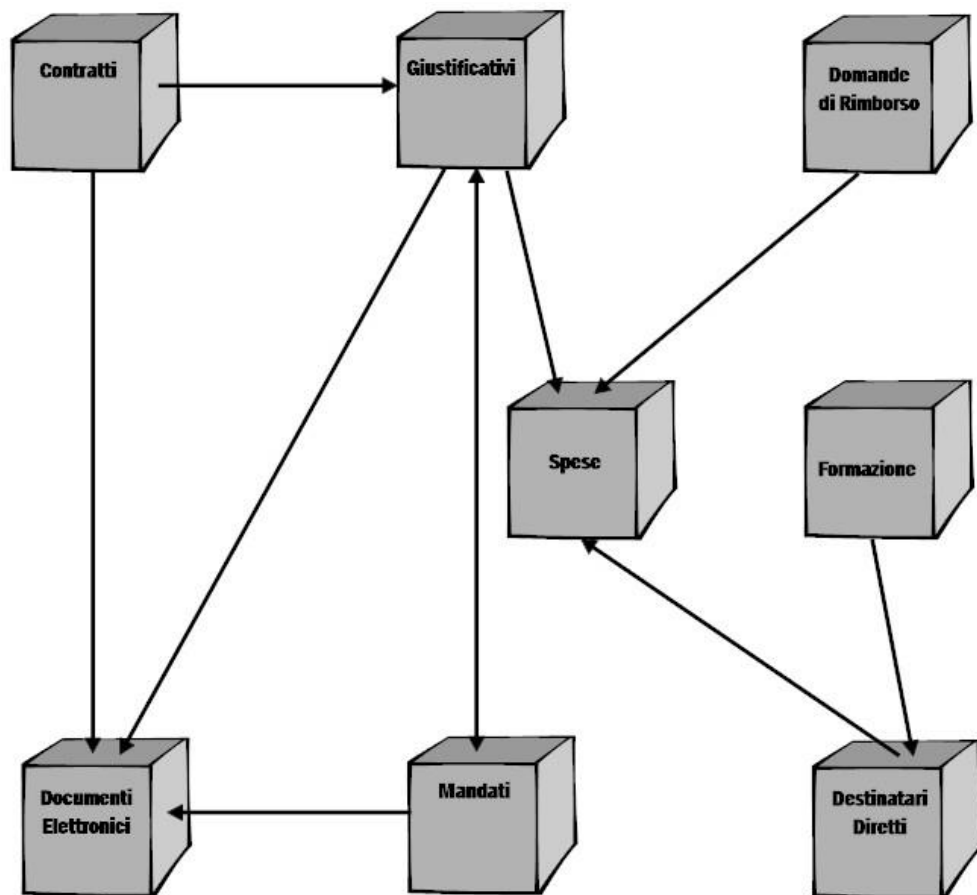 Contratti
Giustificativi
Domande
di Rimborso
Spese
Formazione
Documenti
Elettronici
Mandati
Destinatari
Diretti